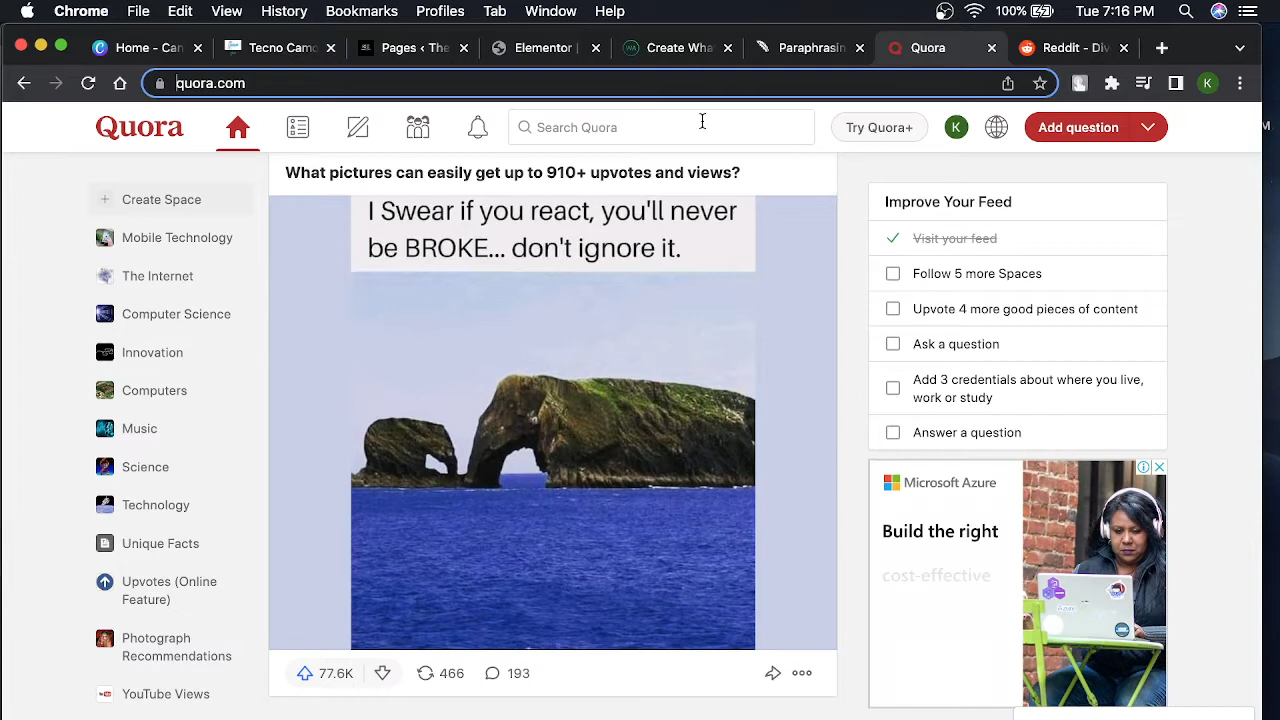 Chrome File Edit View History Bookmarks Profiles Tab Window Help 100% Tue 7:16 PM
Home - Can Tecno Camo Pages < The Elementor | Create Wha Paraphrasin Quora Reddit - Div
quora.com K
Quora Search Quora Try Quora+ K Add question
What pictures can easily get up to 910+ upvotes and views?
I Swear if you react, you'll never
be BROKE... don't ignore it.
77.6K 466 193
Create Space
Mobile Technology
The Internet
Computer Science
Innovation
Computers
Music
Science
Technology
Unique Facts
Upvotes (Online
Feature)
Photograph
Recommendations
YouTube Views
Improve Your Feed
Visit your feed
Follow 5 more Spaces
Upvote 4 more good pieces of content
Ask a question
Add 3 credentials about where you live,
work or study
Answer a question
Microsoft Azure
Build the right
cost-effective